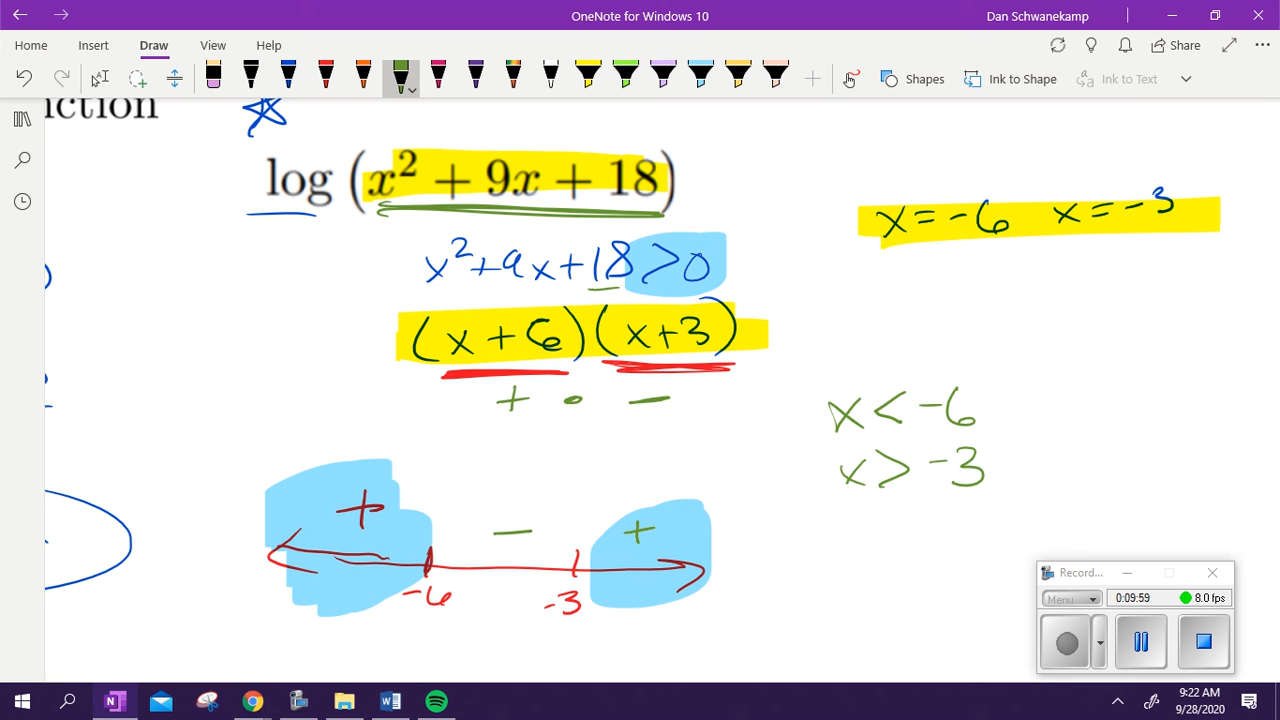 OneNote for Windows 10
Dan Schwanekamp
Home Insert Draw View Help
Share
Shapes
Ink to Shape
Ink to Text
nction
log (x² + 9x + 18)
x = -6 x = -3
x² + 9x + 18 > 0
(x + 6)(x + 3)
+ • -
x < -6
x > -3
+ - +
-6 -3
Record...
Menu
0:09:59
8.0 fps
9:22 AM
9/28/2020